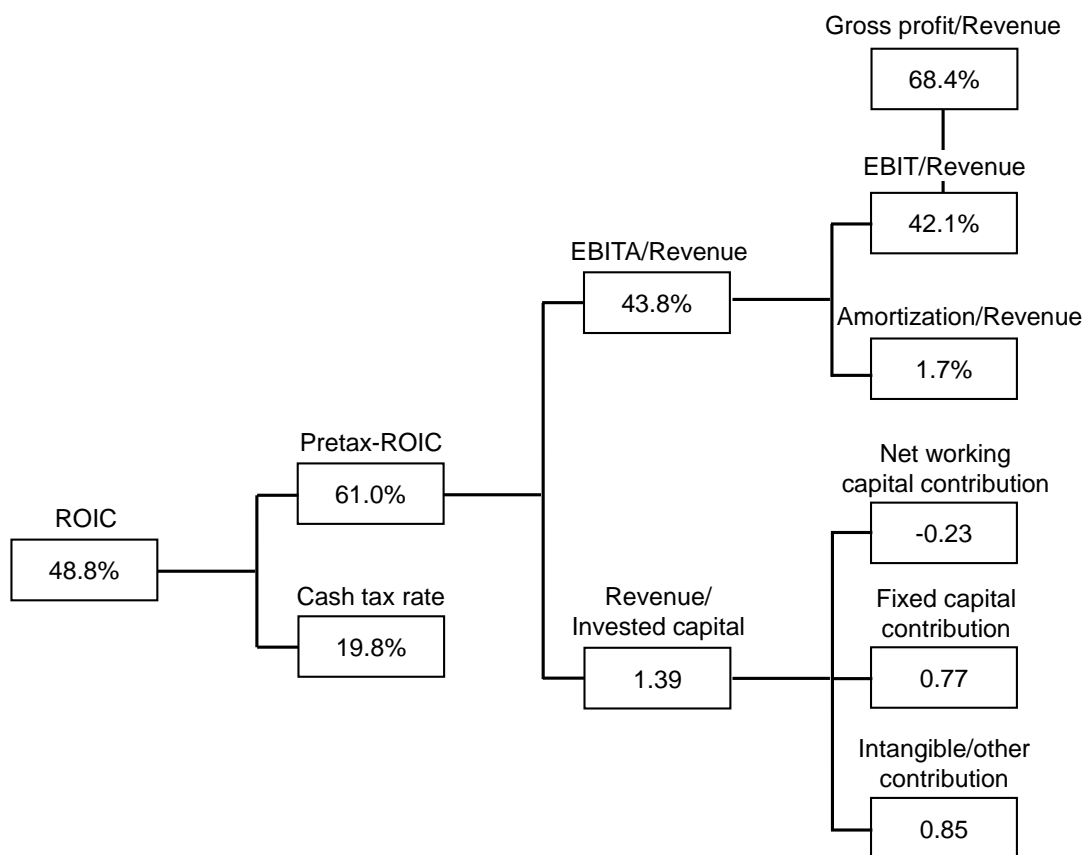 Gross profit/Revenue
68.4%
EBIT/Revenue
42.1%
EBITA/Revenue
43.8%
Amortization/Revenue
1.7%
Pretax-ROIC
61.0%
Net working
capital contribution
-0.23
ROIC
48.8%
Cash tax rate
19.8%
Revenue/
Invested capital
1.39
Fixed capital
contribution
0.77
Intangible/other
contribution
0.85